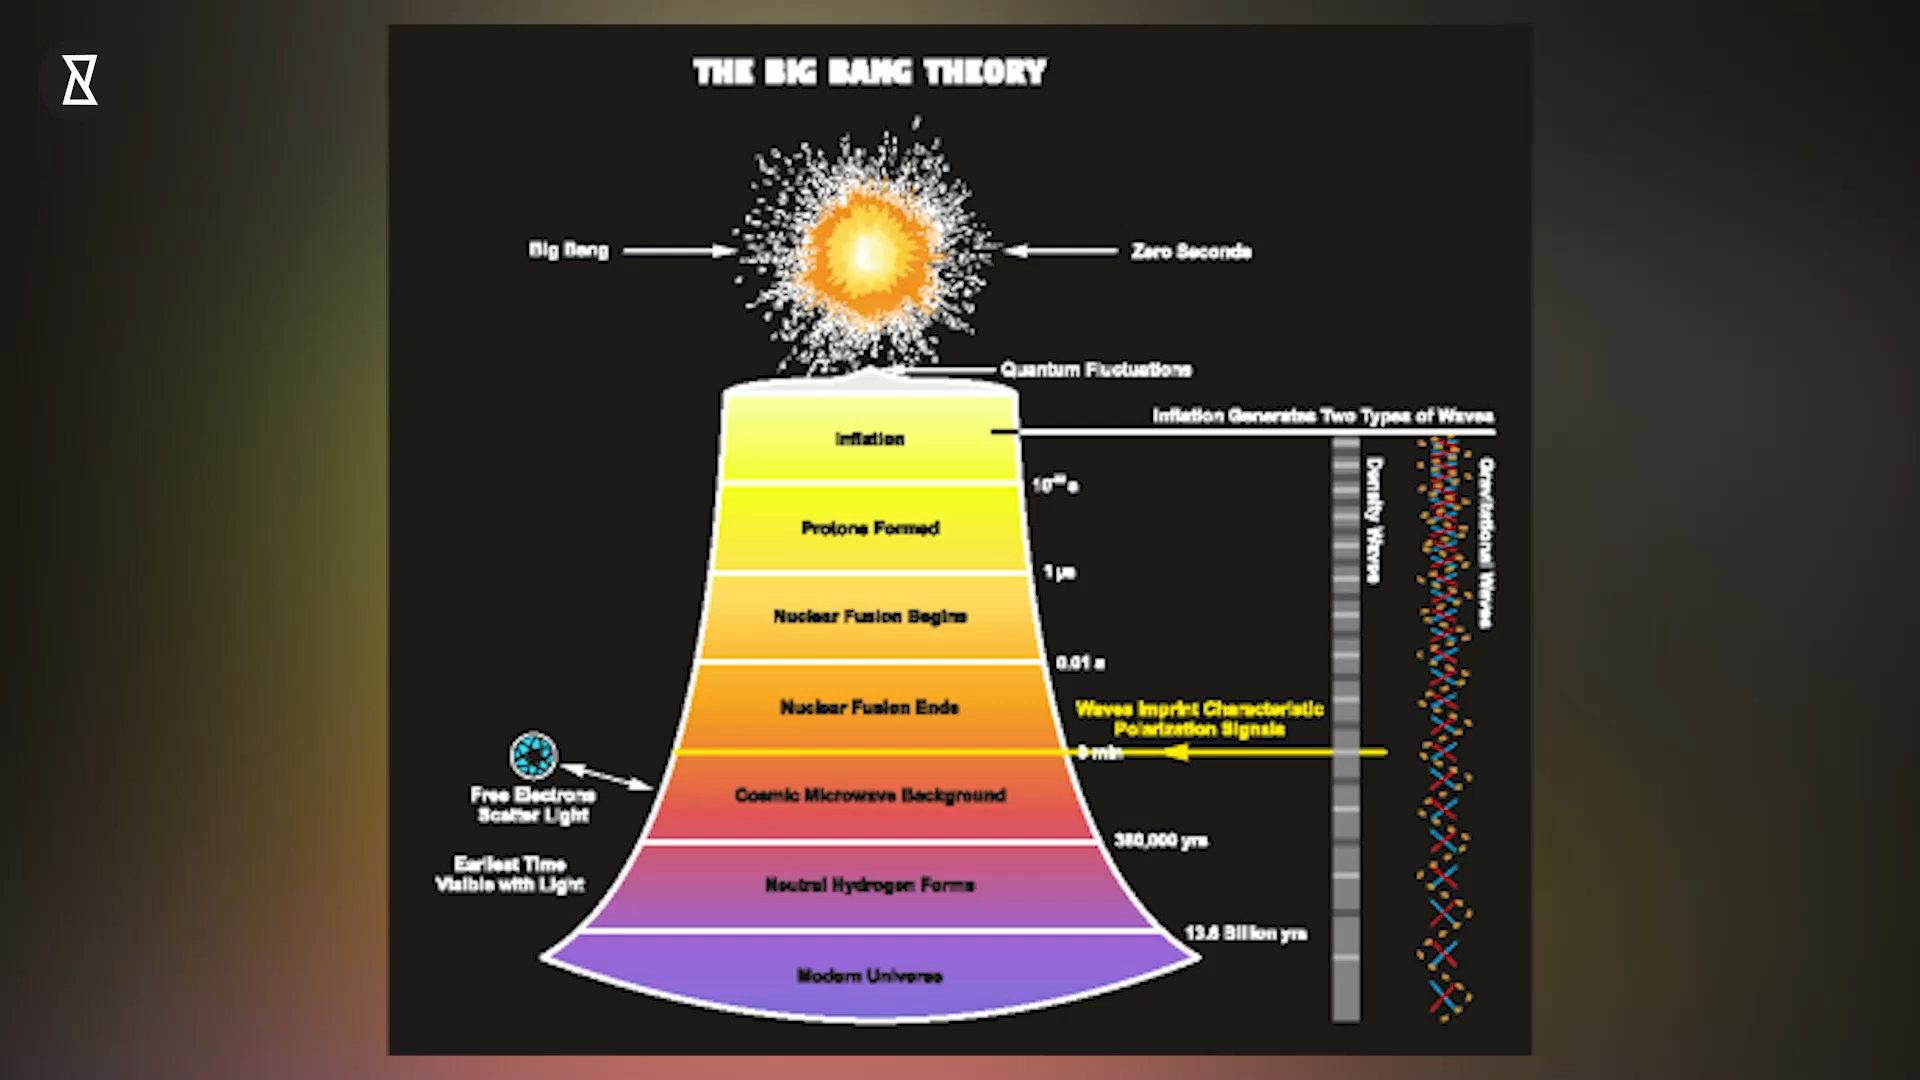 THE BIG BANG THEORY
Big Bang
Zero Seconds
Quantum Fluctuations
Inflation Generates Two Types of Waves
Inflation
Density Waves
Gravitational Waves
Protons Formed
1 µs
Nuclear Fusion Begins
0.01 s
Nuclear Fusion Ends
Waves Imprint Characteristic
Polarization Signals
min
Free Electrons
Scatter Light
Cosmic Microwave Background
380,000 yrs
Earliest Time
Visible with Light
Neutral Hydrogen Forms
13.8 Billion yrs
Modern Universe